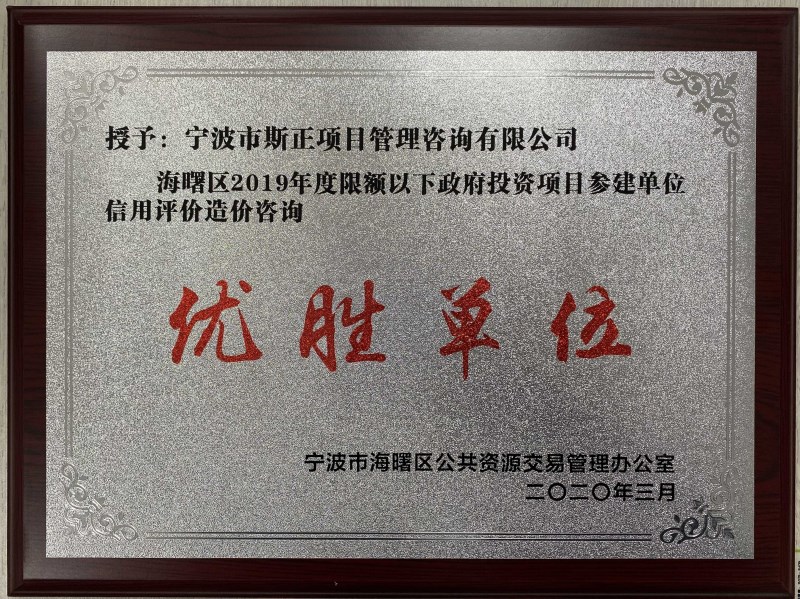 授予：宁波市斯正项目管理咨询有限公司
海曙区2019年度限额以下政府投资项目参建单位
信用评价造价咨询
优胜单位
宁波市海曙区公共资源交易管理办公室
二〇二〇年三月